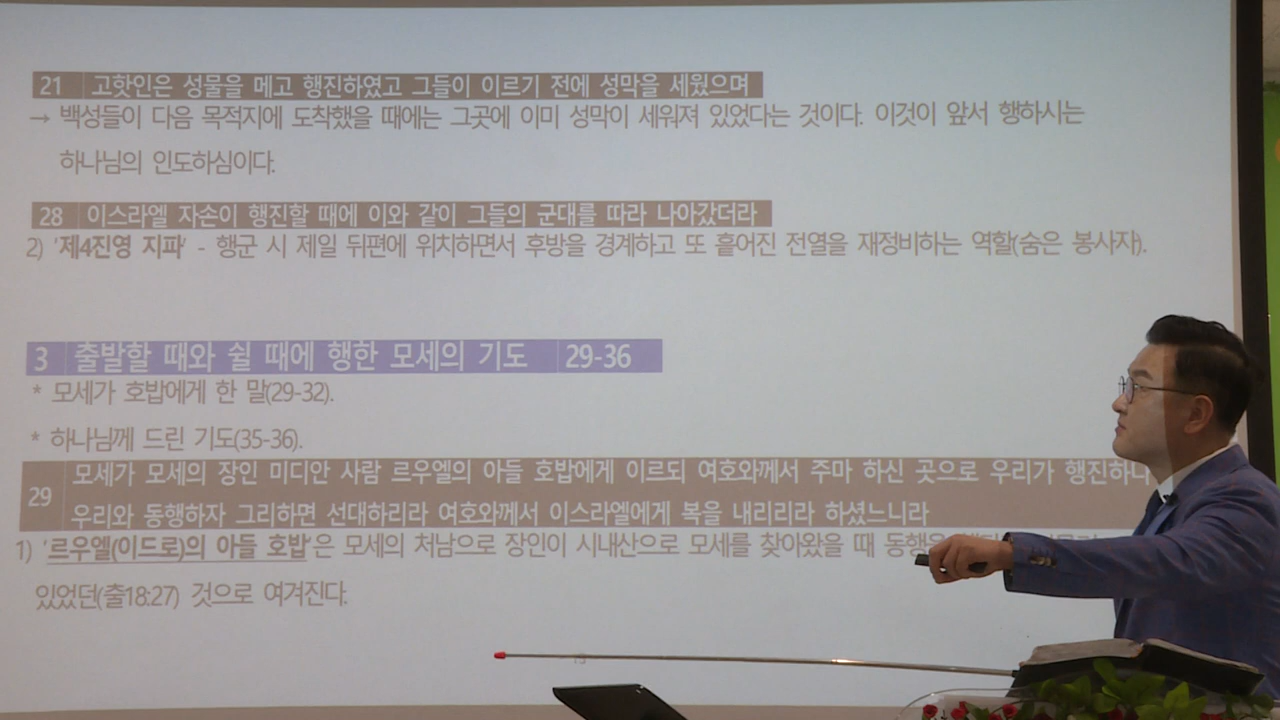 21 고핫인은 성물을 메고 행진하였고 그들이 이르기 전에 성막을 세웠으며
→ 백성들이 다음 목적지에 도착했을 때에는 그곳에 이미 성막이 세워져 있었다는 것이다. 이것이 앞서 행하시는
하나님의 인도하심이다.
28 이스라엘 자손이 행진할 때에 이와 같이 그들의 군대를 따라 나아갔더라
2) '제4진영 지파' - 행군 시 제일 뒤편에 위치하면서 후방을 경계하고 또 흩어진 전열을 재정비하는 역할(숨은 봉사자).
3 출발할 때와 쉴 때에 행한 모세의 기도 29-36
* 모세가 호밥에게 한 말(29-32).
* 하나님께 드린 기도(35-36).
29 모세가 모세의 장인 미디안 사람 르우엘의 아들 호밥에게 이르되 여호와께서 주마 하신 곳으로 우리가 행진하나
우리와 동행하자 그리하면 선대하리라 여호와께서 이스라엘에게 복을 내리리라 하셨느니라
1) '르우엘(이드로)의 아들 호밥'은 모세의 처남으로 장인이 시내산으로 모세를 찾아왔을 때
있었던(출18:27) 것으로 여겨진다.